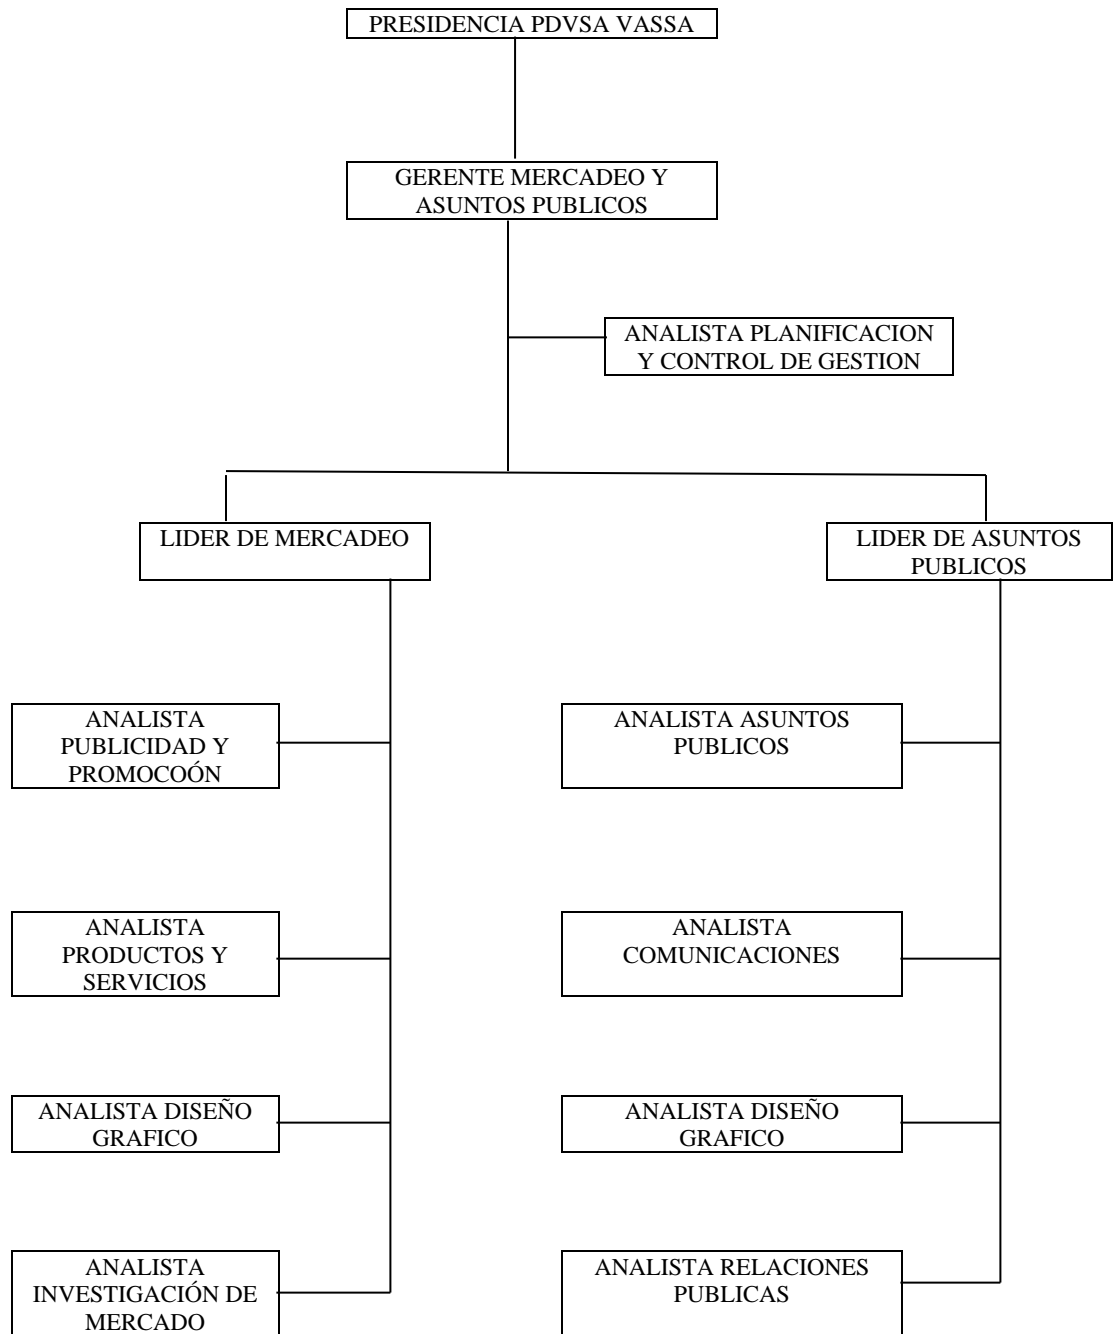 PRESIDENCIA PDVSA VASSA
GERENTE MERCADEO Y
ASUNTOS PUBLICOS
ANALISTA PLANIFICACION
Y CONTROL DE GESTION
LIDER DE MERCADEO
LIDER DE ASUNTOS
PUBLICOS
ANALISTA
PUBLICIDAD Y
PROMOCOÓN
ANALISTA ASUNTOS
PUBLICOS
ANALISTA
PRODUCTOS Y
SERVICIOS
ANALISTA
COMUNICACIONES
ANALISTA DISEÑO
GRAFICO
ANALISTA DISEÑO
GRAFICO
ANALISTA
INVESTIGACIÓN DE
MERCADO
ANALISTA RELACIONES
PUBLICAS